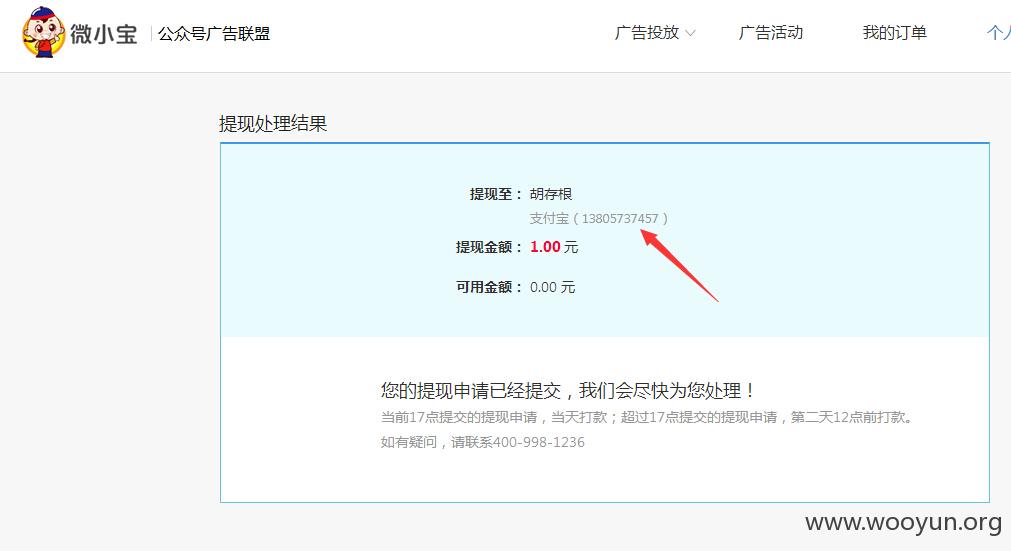 微小宝 公众号广告联盟 广告投放 广告活动 我的订单 个人
提现处理结果
提现至： 胡存根
支付宝（13805737457）
提现金额： 1.00 元
可用金额： 0.00 元
您的提现申请已经提交，我们会尽快为您处理！
当前17点提交的提现申请，当天打款；超过17点提交的提现申请，第二天12点前打款。
如有疑问，请联系400-998-1236
www.wooyun.org